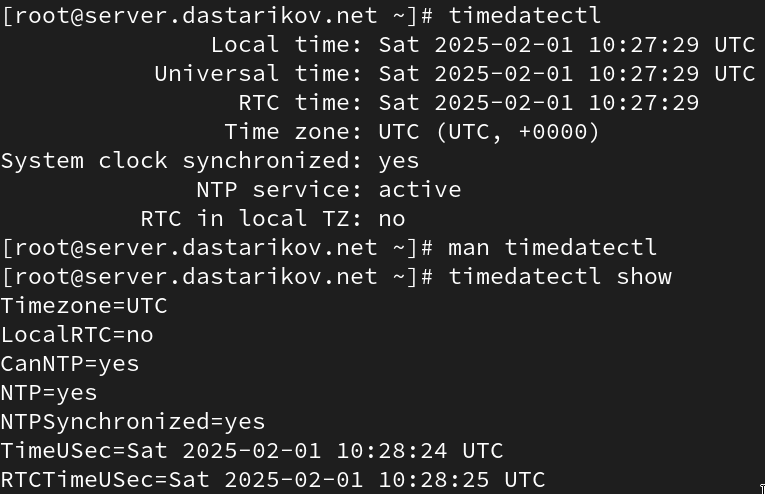 [root@server.dastarikov.net ~]# timedatectl
Local time: Sat 2025-02-01 10:27:29 UTC
Universal time: Sat 2025-02-01 10:27:29 UTC
RTC time: Sat 2025-02-01 10:27:29
Time zone: UTC (UTC, +0000)
System clock synchronized: yes
NTP service: active
RTC in local TZ: no
[root@server.dastarikov.net ~]# man timedatectl
[root@server.dastarikov.net ~]# timedatectl show
Timezone=UTC
LocalRTC=no
CanNTP=yes
NTP=yes
NTPSynchronized=yes
TimeUSec=Sat 2025-02-01 10:28:24 UTC
RTCTimeUSec=Sat 2025-02-01 10:28:25 UTC